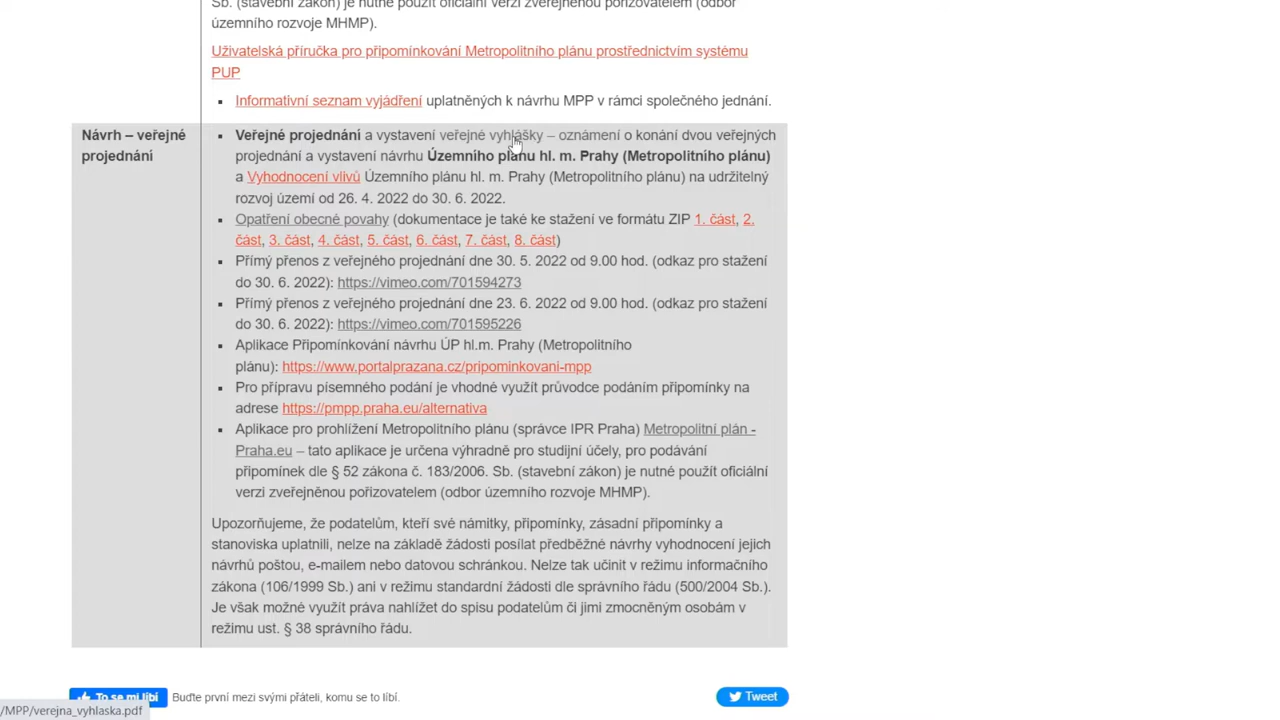 Sb. (stavební zákon) je nutné použít oficiální verzi zveřejněnou pořizovatelem (odbor
územního rozvoje MHMP).
Uživatelská příručka pro připomínkování Metropolitního plánu prostřednictvím systému
PUP
Informativní seznam vyjádření uplatněných k návrhu MPP v rámci společného jednání.
Návrh – veřejné
projednání
Veřejné projednání a vystavení veřejné vyhlášky – oznámení o konání dvou veřejných
projednání a vystavení návrhu Územního plánu hl. m. Prahy (Metropolitního plánu)
a Vyhodnocení vlivů Územního plánu hl. m. Prahy (Metropolitního plánu) na udržitelný
rozvoj území od 26. 4. 2022 do 30. 6. 2022.
Opatření obecné povahy (dokumentace je také ke stažení ve formátu ZIP 1. část, 2.
část, 3. část, 4. část, 5. část, 6. část, 7. část, 8. část)
Přímý přenos z veřejného projednání dne 30. 5. 2022 od 9.00 hod. (odkaz pro stažení
do 30. 6. 2022): https://vimeo.com/701594273
Přímý přenos z veřejného projednání dne 23. 6. 2022 od 9.00 hod. (odkaz pro stažení
do 30. 6. 2022): https://vimeo.com/701595226
Aplikace Připomínkování návrhu ÚP hl.m. Prahy (Metropolitního
plánu): https://www.portalprazana.cz/pripominkovani-mpp
Pro přípravu písemného podání je vhodné využít průvodce podáním připomínky na
adrese https://pmpp.praha.eu/alternativa
Aplikace pro prohlížení Metropolitního plánu (správce IPR Praha) Metropolitní plán -
Praha.eu – tato aplikace je určena výhradně pro studijní účely, pro podávání
připomínek dle § 52 zákona č. 183/2006. Sb. (stavební zákon) je nutné použít oficiální
verzi zveřejněnou pořizovatelem (odbor územního rozvoje MHMP).
Upozorňujeme, že podatelům, kteří své námitky, připomínky, zásadní připomínky a
stanoviska uplatnili, nelze na základě žádosti posílat předběžné návrhy vyhodnocení jejich
návrhů poštou, e-mailem nebo datovou schránkou. Nelze tak učinit v režimu informačního
zákona (106/1999 Sb.) ani v režimu standardní žádosti dle správního řádu (500/2004 Sb.).
Je však možné využít práva nahlížet do spisu podatelům či jimi zmocněným osobám v
režimu ust. § 38 správního řádu.
To se mi líbí Buďte první mezi svými přáteli, komu se to líbí.
Tweet
/MPP/verejna_vyhlaska.pdf